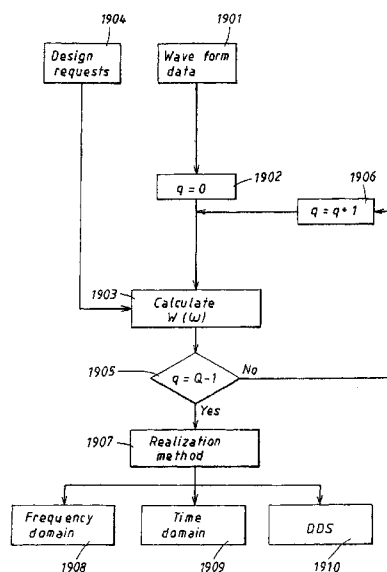 1904
1901
Design
requests
Wave form
data
1902
1906
q = 0
q = q + 1
1903
Calculate
W(ω)
1905
q = Q-1
No
Yes
1907
Realization
method
Frequency
domain
Time
domain
DDS
1908
1909
1910